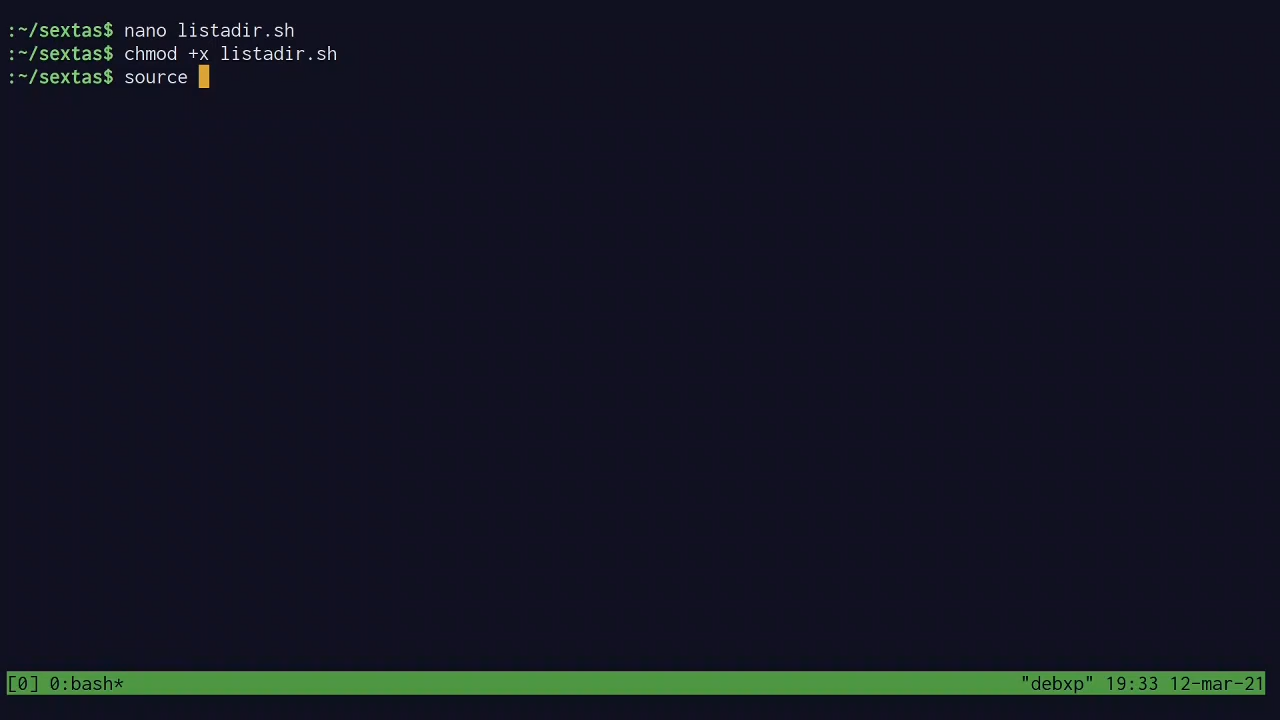 :~/sextas$ nano listadir.sh
:~/sextas$ chmod +x listadir.sh
:~/sextas$ source
[0] 0:bash* "debxp" 19:33 12-mar-21